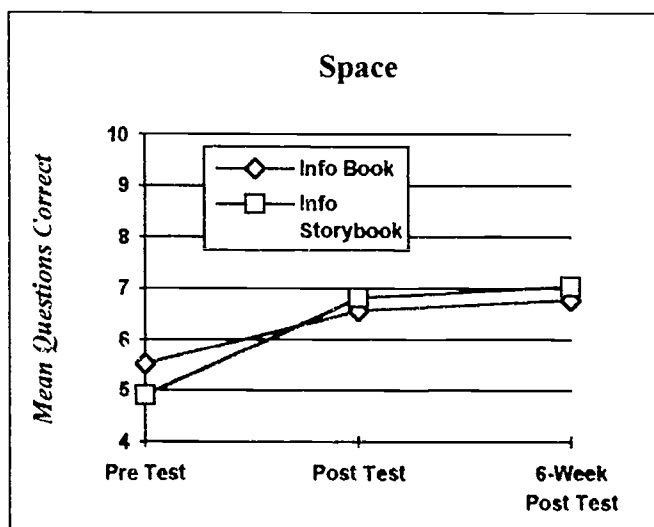 Space
Mean Questions Correct
10
9
8
7
6
5
4
Info Book
Info
Storybook
Pre Test
Post Test
6-Week
Post Test